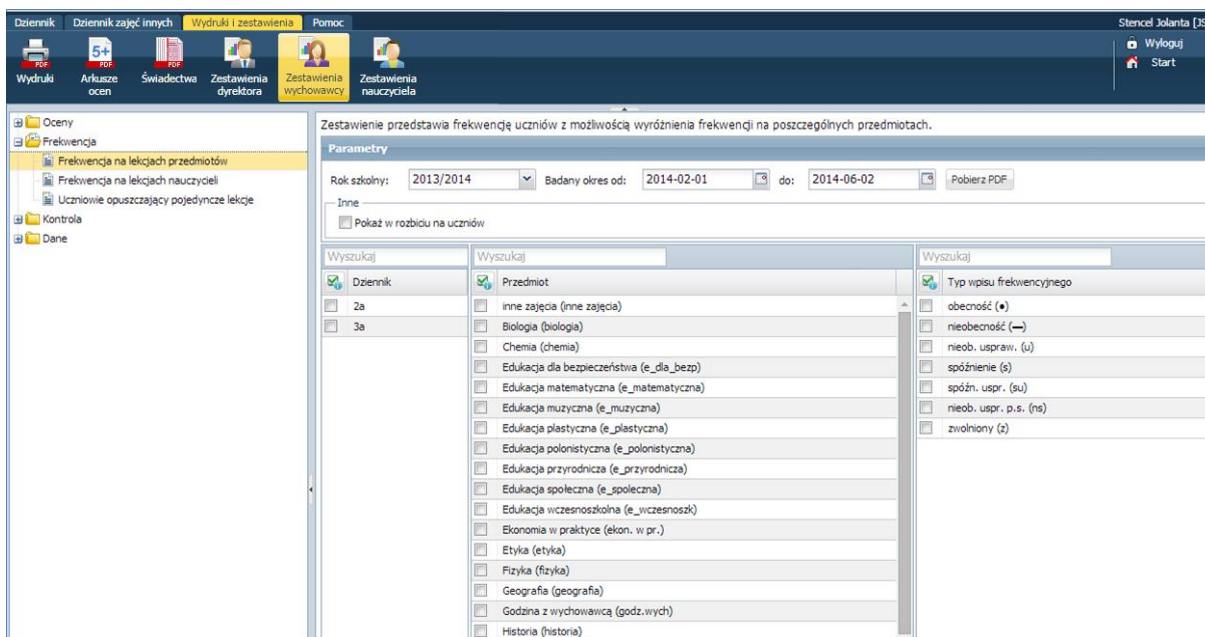 Dziennik Dziennik zajęć innych Wydruki i zestawienia Pomoc Stencel Jolanta [JS
PDF Wydruki
5+ PDF Arkusze ocen
PDF Świadectwa
Zestawienia dyrektora
Zestawienia wychowawcy
Zestawienia nauczyciela
Wyloguj
Start
Oceny
Frekwencja
Frekwencja na lekcjach przedmiotów
Frekwencja na lekcjach nauczycieli
Uczniowie opuszczający pojedyncze lekcje
Kontrola
Dane
Zestawienie przedstawia frekwencję uczniów z możliwością wyróżnienia frekwencji na poszczególnych przedmiotach.
Parametry
Rok szkolny: 2013/2014 Badany okres od: 2014-02-01 do: 2014-06-02 Pobierz PDF
Inne
Pokaż w rozbiciu na uczniów
Wyszukaj
Dziennik
2a
3a
Wyszukaj
Przedmiot
inne zajęcia (inne zajęcia)
Biologia (biologia)
Chemia (chemia)
Edukacja dla bezpieczeństwa (e_dla_bezp)
Edukacja matematyczna (e_matematyczna)
Edukacja muzyczna (e_muzyczna)
Edukacja plastyczna (e_plastyczna)
Edukacja polonistyczna (e_polonistyczna)
Edukacja przyrodnicza (e_przyrodnicza)
Edukacja społeczna (e_spoleczna)
Edukacja wczesnoszkolna (e_wczesnoszk)
Ekonomia w praktyce (ekon. w pr.)
Etyka (etyka)
Fizyka (fizyka)
Geografia (geografia)
Godzina z wychowawcą (godz.wych)
Historia (historia)
Wyszukaj
Typ wpisu frekwencyjnego
obecność (●)
nieobecność (—)
nieob. uspraw. (u)
spóźnienie (s)
spóźn. uspr. (su)
nieob. uspr. p.s. (ns)
zwolniony (z)